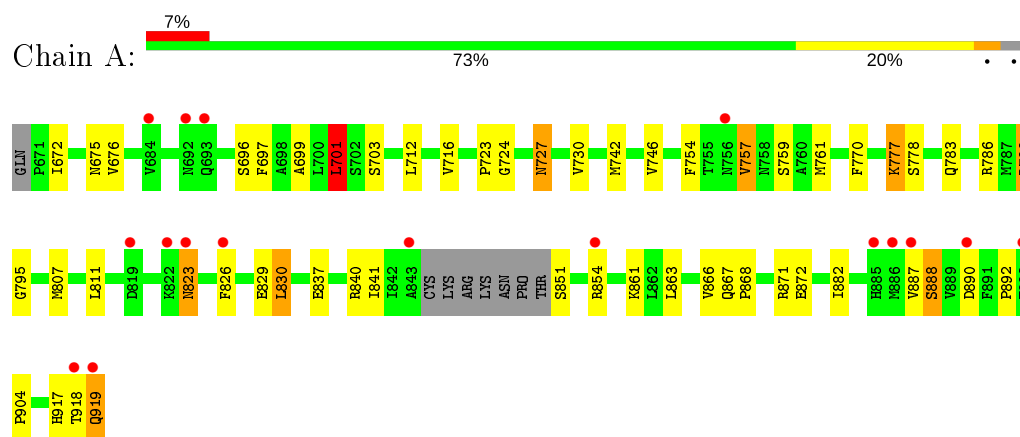 7%
Chain A:
73% 20% • •
GLN P671 I672 N675 V676 V684 N692 Q693 S696 F697 A698 A699 L700 L701 S702 S703 L712 V716 P723 G724 N727 V730 M742 V746 F754 T755 N756 V757 N758 S759 A760 M761 F770 K777 S778 Q783 R786 M787
G795 M807 L811 D819 K822 N823 F826 E829 L830 E837 R840 I841 I842 A843 CYS LYS ARG LYS ASN PRO THR S851 R854 K861 L862 L863 V866 Q867 P868 R871 E872 I882 H885 M886 V887 S888 V889 D890 F891 P892
P904 H917 T918 Q919